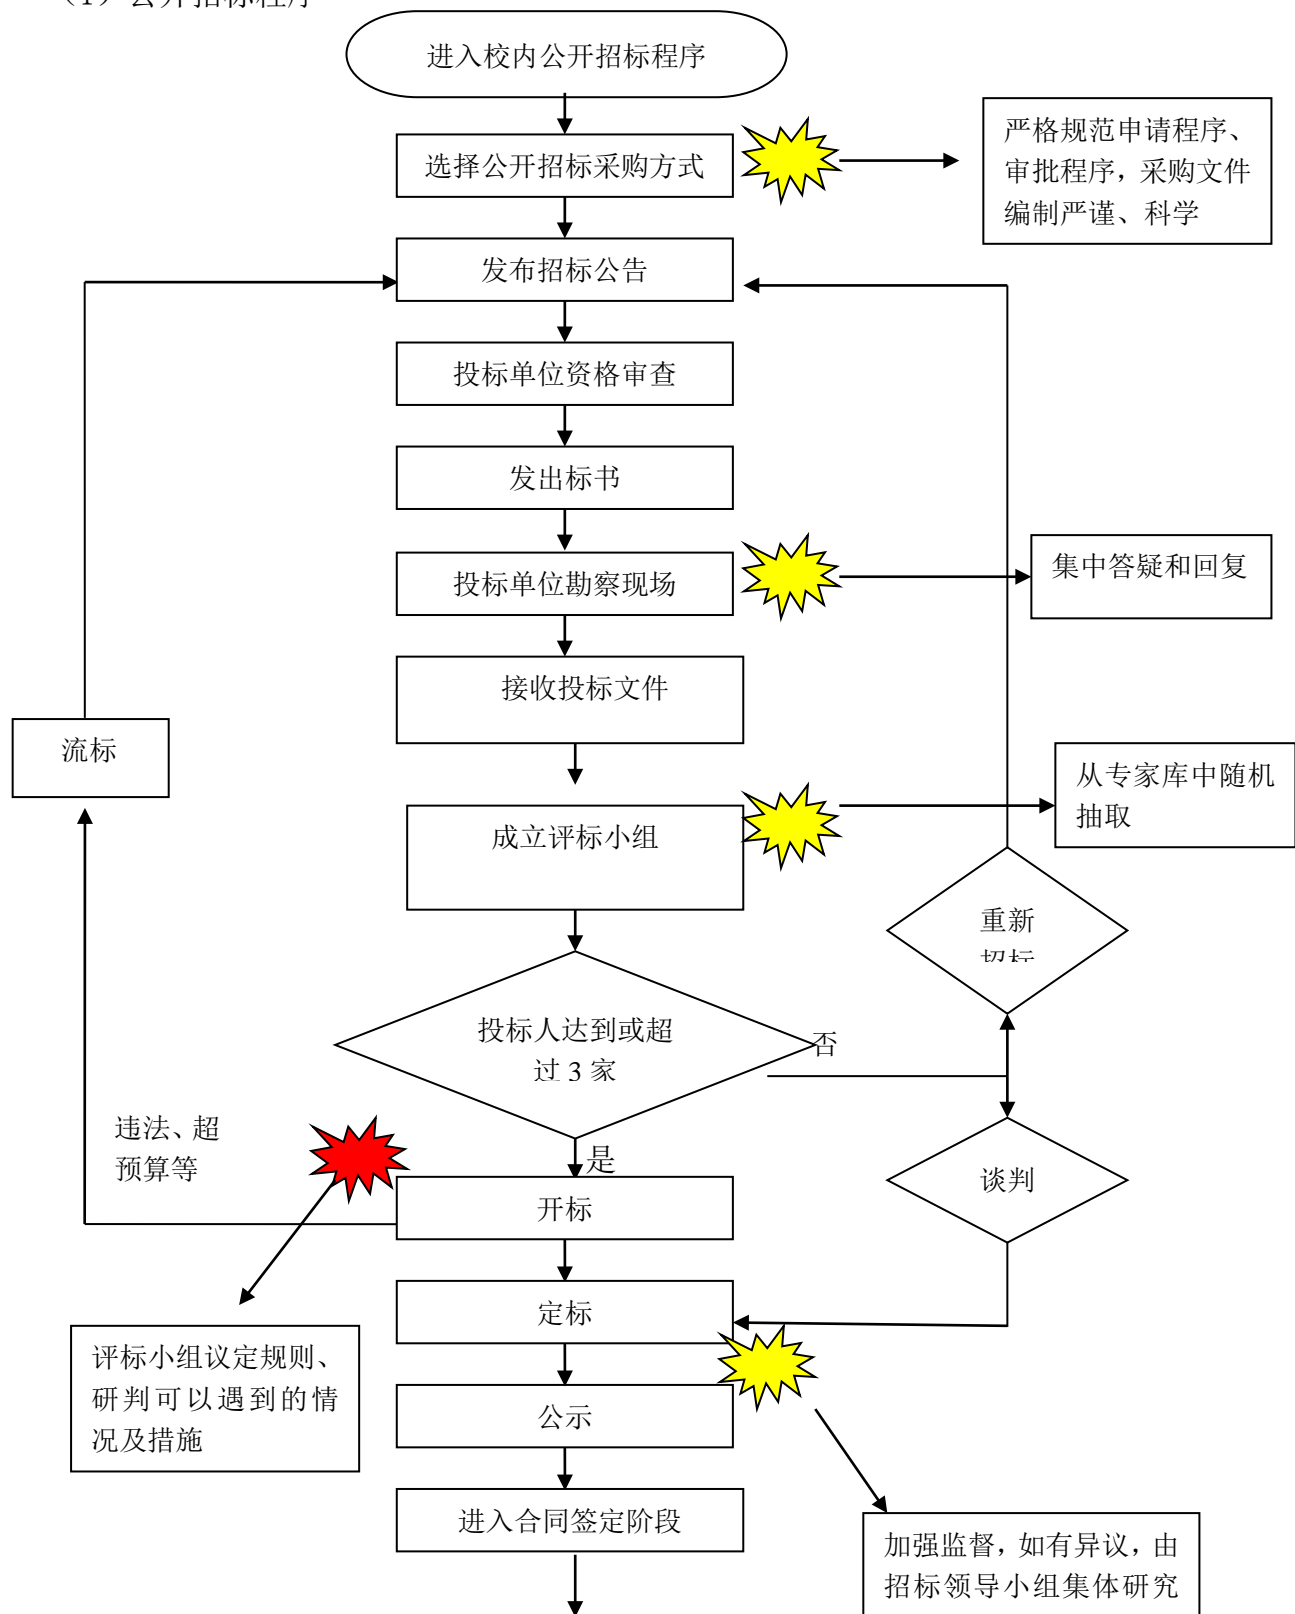 （1）公开招标程序
进入校内公开招标程序
选择公开招标采购方式
严格规范申请程序、
审批程序，采购文件
编制严谨、科学
发布招标公告
投标单位资格审查
发出标书
投标单位勘察现场
集中答疑和回复
接收投标文件
流标
从专家库中随机
抽取
成立评标小组
重新
招标
投标人达到或超
过 3 家
否
违法、超
预算等
是
谈判
开标
定标
评标小组议定规则、
研判可以遇到的情
况及措施
公示
进入合同签定阶段
加强监督，如有异议，由
招标领导小组集体研究